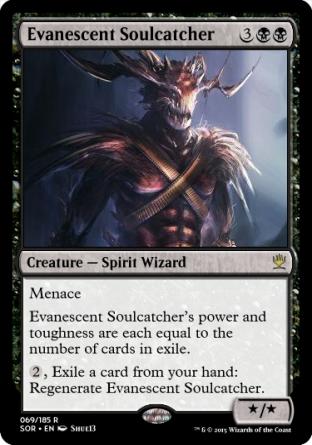 Evanescent Soulcatcher 3
Creature — Spirit Wizard
Menace
Evanescent Soulcatcher's power and
toughness are each equal to the
number of cards in exile.
2, Exile a card from your hand:
Regenerate Evanescent Soulcatcher.
069/185 R
SOR • EN Shue13
™ & © 2015 Wizards of the Coast
★/★